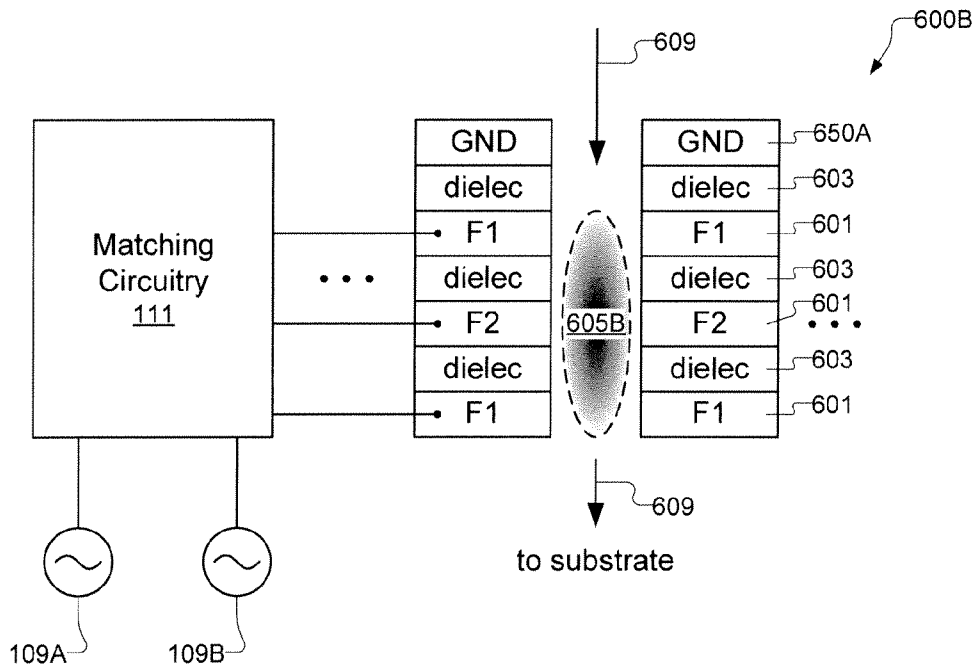 600B
609
GND GND 650A
dielec dielec 603
F1 F1 601
Matching
Circuitry
111
dielec dielec 603
• • •
F2 605B F2 601
• • •
dielec dielec 603
F1 F1 601
609
to substrate
109A 109B